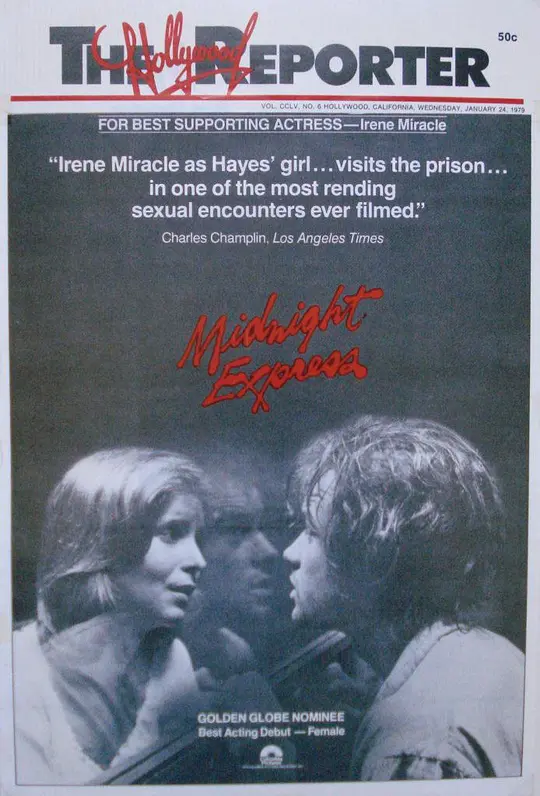 THE Hollywood REPORTER
50c
VOL. CCLV, NO. 6 HOLLYWOOD, CALIFORNIA, WEDNESDAY, JANUARY 24, 1979
FOR BEST SUPPORTING ACTRESS—Irene Miracle
“Irene Miracle as Hayes’ girl...visits the prison...
in one of the most rending
sexual encounters ever filmed.”
Charles Champlin, Los Angeles Times
Midnight
Express
GOLDEN GLOBE NOMINEE
Best Acting Debut — Female
Columbia
Pictures